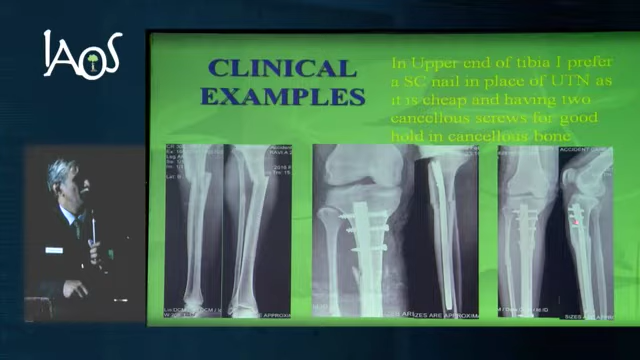 IAOS
CLINICAL
EXAMPLES
In Upper end of tibia I prefer
a SC nail in place of UTN as
it is cheap and having two
cancellous screws for good
hold in cancellous bone